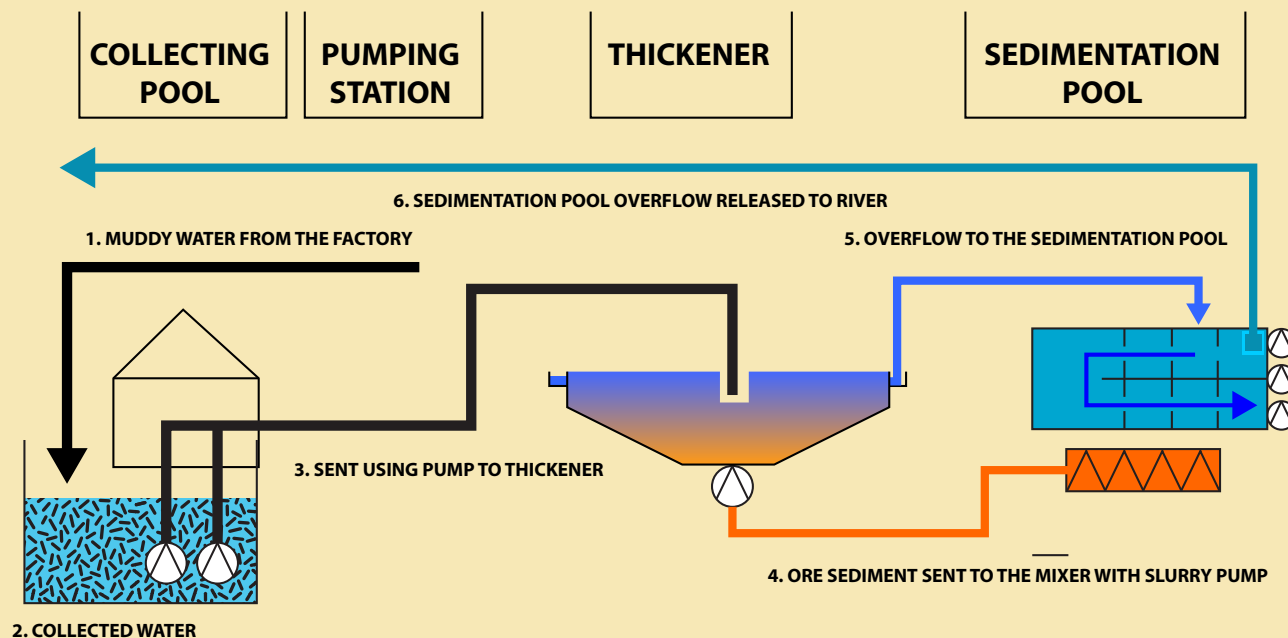 COLLECTING
POOL
PUMPING
STATION
THICKENER
SEDIMENTATION
POOL
6. SEDIMENTATION POOL OVERFLOW RELEASED TO RIVER
1. MUDDY WATER FROM THE FACTORY
5. OVERFLOW TO THE SEDIMENTATION POOL
3. SENT USING PUMP TO THICKENER
4. ORE SEDIMENT SENT TO THE MIXER WITH SLURRY PUMP
2. COLLECTED WATER